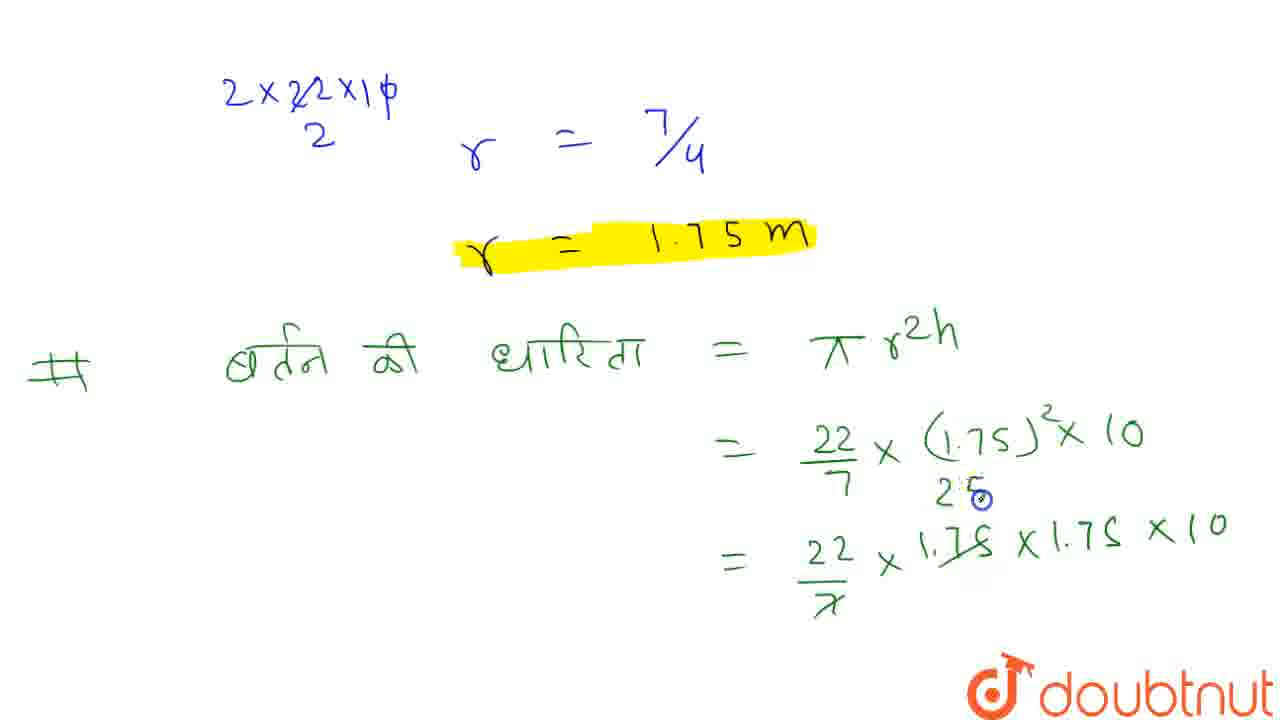 2 × 22 × 10
2
r = 7/4
r = 1.75 m
# बर्तन की धारिता = π r²h
= 22/7 × (1.75)² × 10
25
= 22/7 × 1.75 × 1.75 × 10
doubtnut